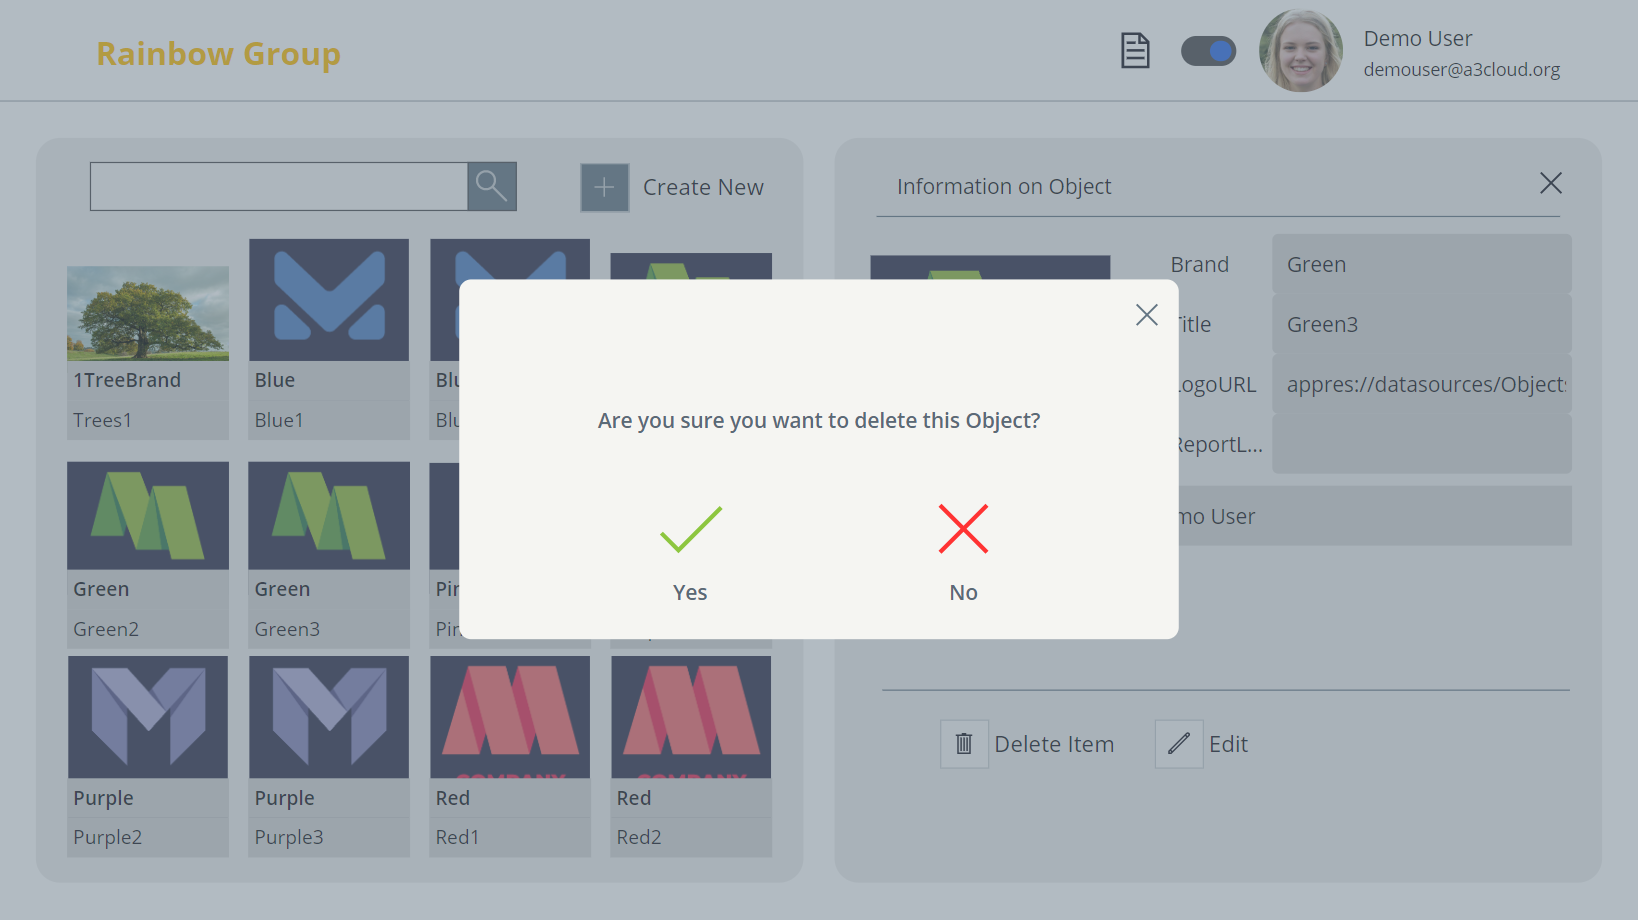 Rainbow Group
Demo User
demouser@a3cloud.org
Create New
Information on Object
Brand
Green
Title
Green3
LogoURL
appres://datasources/Object
ReportL...
mo User
1TreeBrand
Trees1
Blue
Blue1
Blu
Blu
Green
Green2
Green
Green3
Pin
Pin
Are you sure you want to delete this Object?
Yes
No
Purple
Purple2
Purple
Purple3
Red
Red1
Red
Red2
Delete Item
Edit